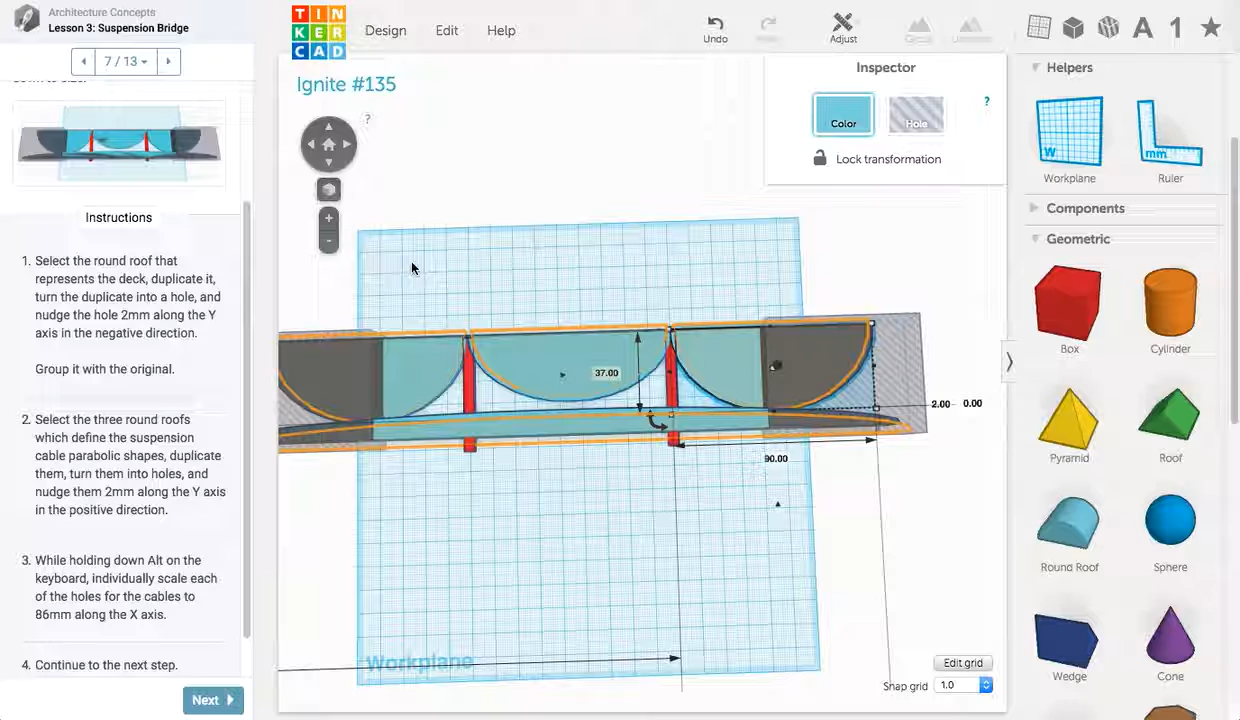 Architecture Concepts
Lesson 3: Suspension Bridge
7 / 13
Instructions
1. Select the round roof that
represents the deck, duplicate it,
turn the duplicate into a hole, and
nudge the hole 2mm along the Y
axis in the negative direction.
Group it with the original.
2. Select the three round roofs
which define the suspension
cable parabolic shapes, duplicate
them, turn them into holes, and
nudge them 2mm along the Y axis
in the positive direction.
3. While holding down Alt on the
keyboard, individually scale each
of the holes for the cables to
86mm along the X axis.
4. Continue to the next step.
Next
TIN
KER
CAD
Design Edit Help
Undo
Adjust
Ignite #135
?
Inspector
Color
Hole
?
Lock transformation
37.00
2.00 0.00
90.00
Workplane
Edit grid
Snap grid 1.0
A 1
Helpers
W
mm
Workplane Ruler
Components
Geometric
Box Cylinder
Pyramid Roof
Round Roof Sphere
Wedge Cone